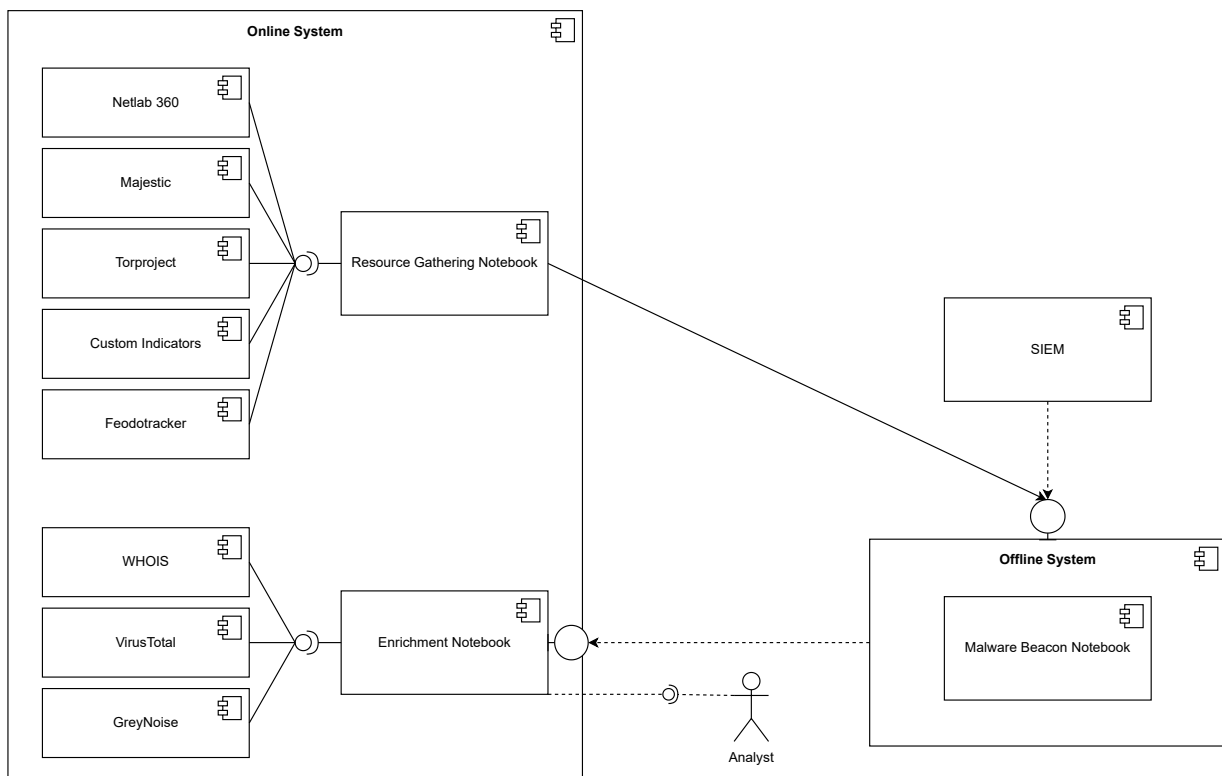 Online System
Netlab 360
Majestic
Torproject
Resource Gathering Notebook
Custom Indicators
Feodotracker
SIEM
WHOIS
VirusTotal
GreyNoise
Enrichment Notebook
Analyst
Offline System
Malware Beacon Notebook